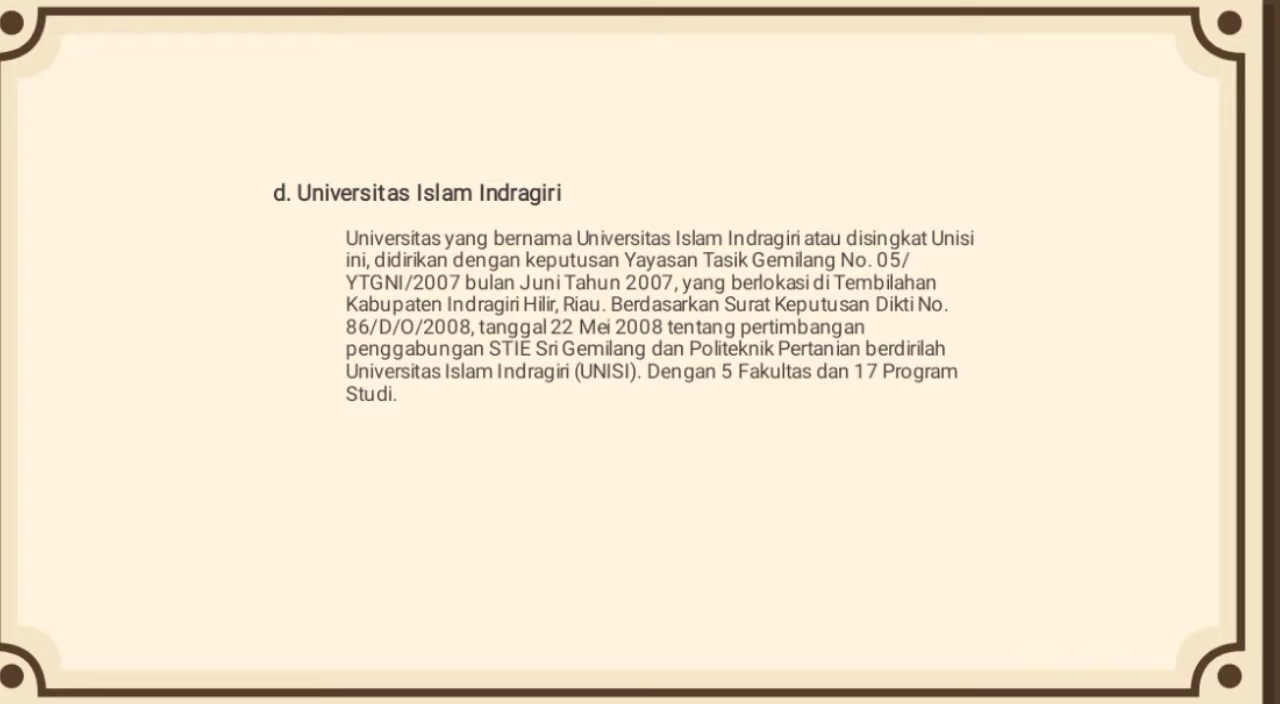 d. Universitas Islam Indragiri
Universitas yang bernama Universitas Islam Indragiri atau disingkat Unisi
ini, didirikan dengan keputusan Yayasan Tasik Gemilang No. 05/
YTGNI/2007 bulan Juni Tahun 2007, yang berlokasi di Tembilahan
Kabupaten Indragiri Hilir, Riau. Berdasarkan Surat Keputusan Dikti No.
86/D/O/2008, tanggal 22 Mei 2008 tentang pertimbangan
penggabungan STIE Sri Gemilang dan Politeknik Pertanian berdirilah
Universitas Islam Indragiri (UNISI). Dengan 5 Fakultas dan 17 Program
Studi.